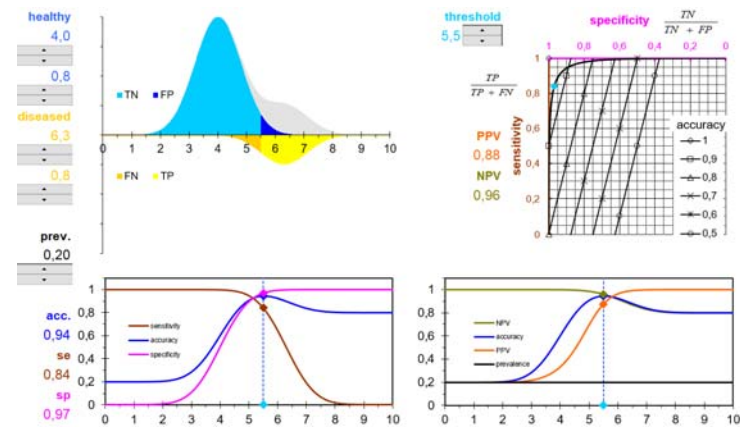 healthy
4,0
0,8
diseased
6,3
0,8
prev.
0,20
TN FP
FN TP
0 1 2 3 4 5 6 7 8 9 10
threshold
5,5
specificity TN / TN + FP
1 0,8 0,6 0,4 0,2 0
TP / TP + FN
sensitivity
1
0,8
0,6
0,4
0,2
0
PPV
0,88
NPV
0,96
accuracy
1
0,9
0,8
0,7
0,6
0,5
acc.
0,94
se
0,84
sp
0,97
1
0,8
0,6
0,4
0,2
0
sensitivity
accuracy
specificity
0 1 2 3 4 5 6 7 8 9 10
1
0,8
0,6
0,4
0,2
0
NPV
accuracy
PPV
prevalence
0 1 2 3 4 5 6 7 8 9 10